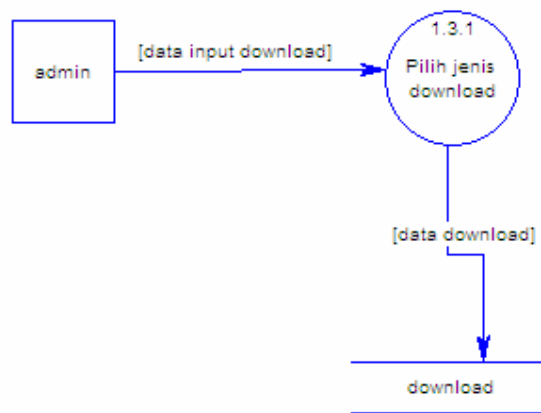 1.3.1
[data input download]
admin
Pilih jenis
download
[data download]
download